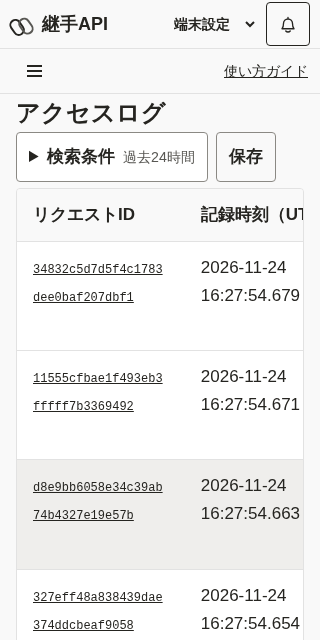 継手API
端末設定
使い方ガイド
アクセスログ
検索条件 過去24時間
保存
リクエストID 記録時刻（UT
34832c5d7d5f4c1783
dee0baf207dbf1
2026-11-24
16:27:54.679
11555cfbae1f493eb3
fffff7b3369492
2026-11-24
16:27:54.671
d8e9bb6058e34c39ab
74b4327e19e57b
2026-11-24
16:27:54.663
327eff48a838439dae
374ddcbeaf9058
2026-11-24
16:27:54.654